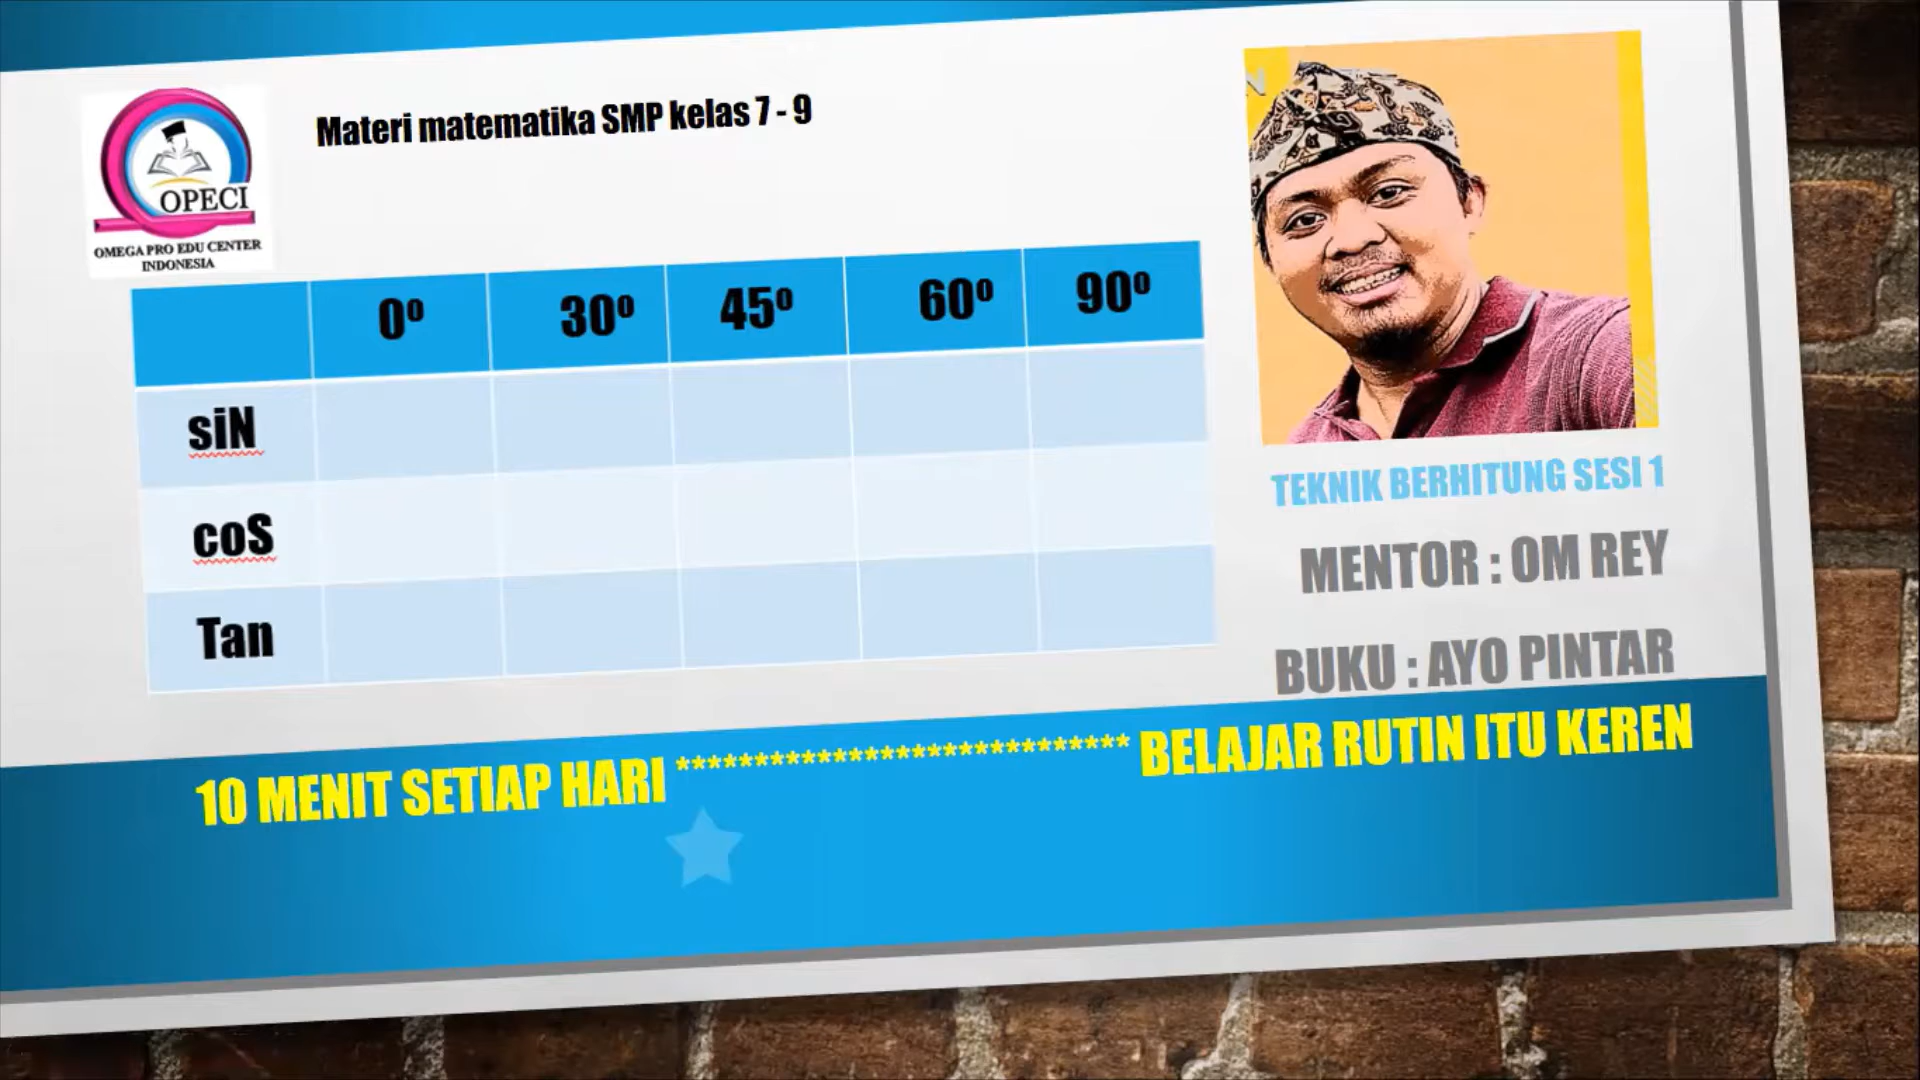 Materi matematika SMP kelas 7 - 9
OPECI
OMEGA PRO EDU CENTER
INDONESIA
0⁰ 30⁰ 45⁰ 60⁰ 90⁰
siN
coS
Tan
N
TEKNIK BERHITUNG SESI 1
MENTOR : OM REY
BUKU : AYO PINTAR
10 MENIT SETIAP HARI **************************** BELAJAR RUTIN ITU KEREN